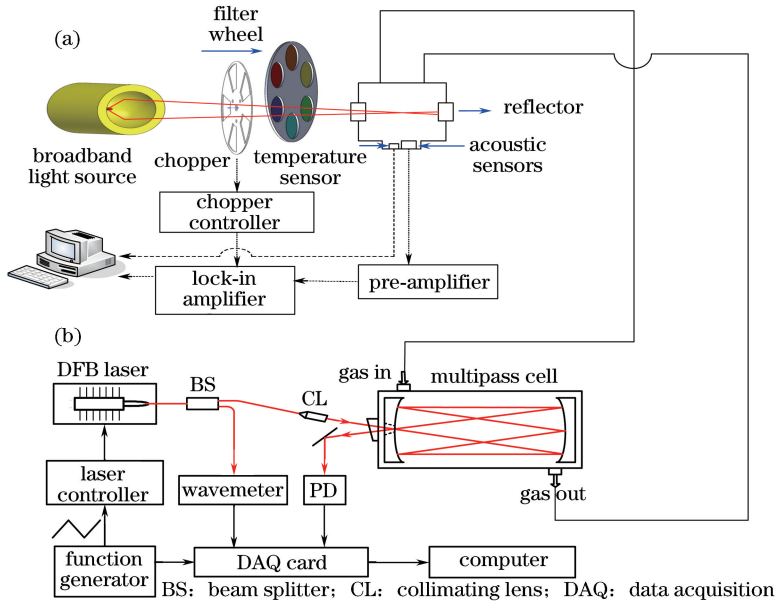 (a)
filter
wheel
reflector
broadband
light source
chopper
temperature
sensor
acoustic
sensors
chopper
controller
lock-in
amplifier
pre-amplifier
(b)
DFB laser
BS
CL
gas in
multipass cell
laser
controller
wavemeter
PD
gas out
function
generator
DAQ card
computer
BS: beam splitter; CL: collimating lens; DAQ: data acquisition